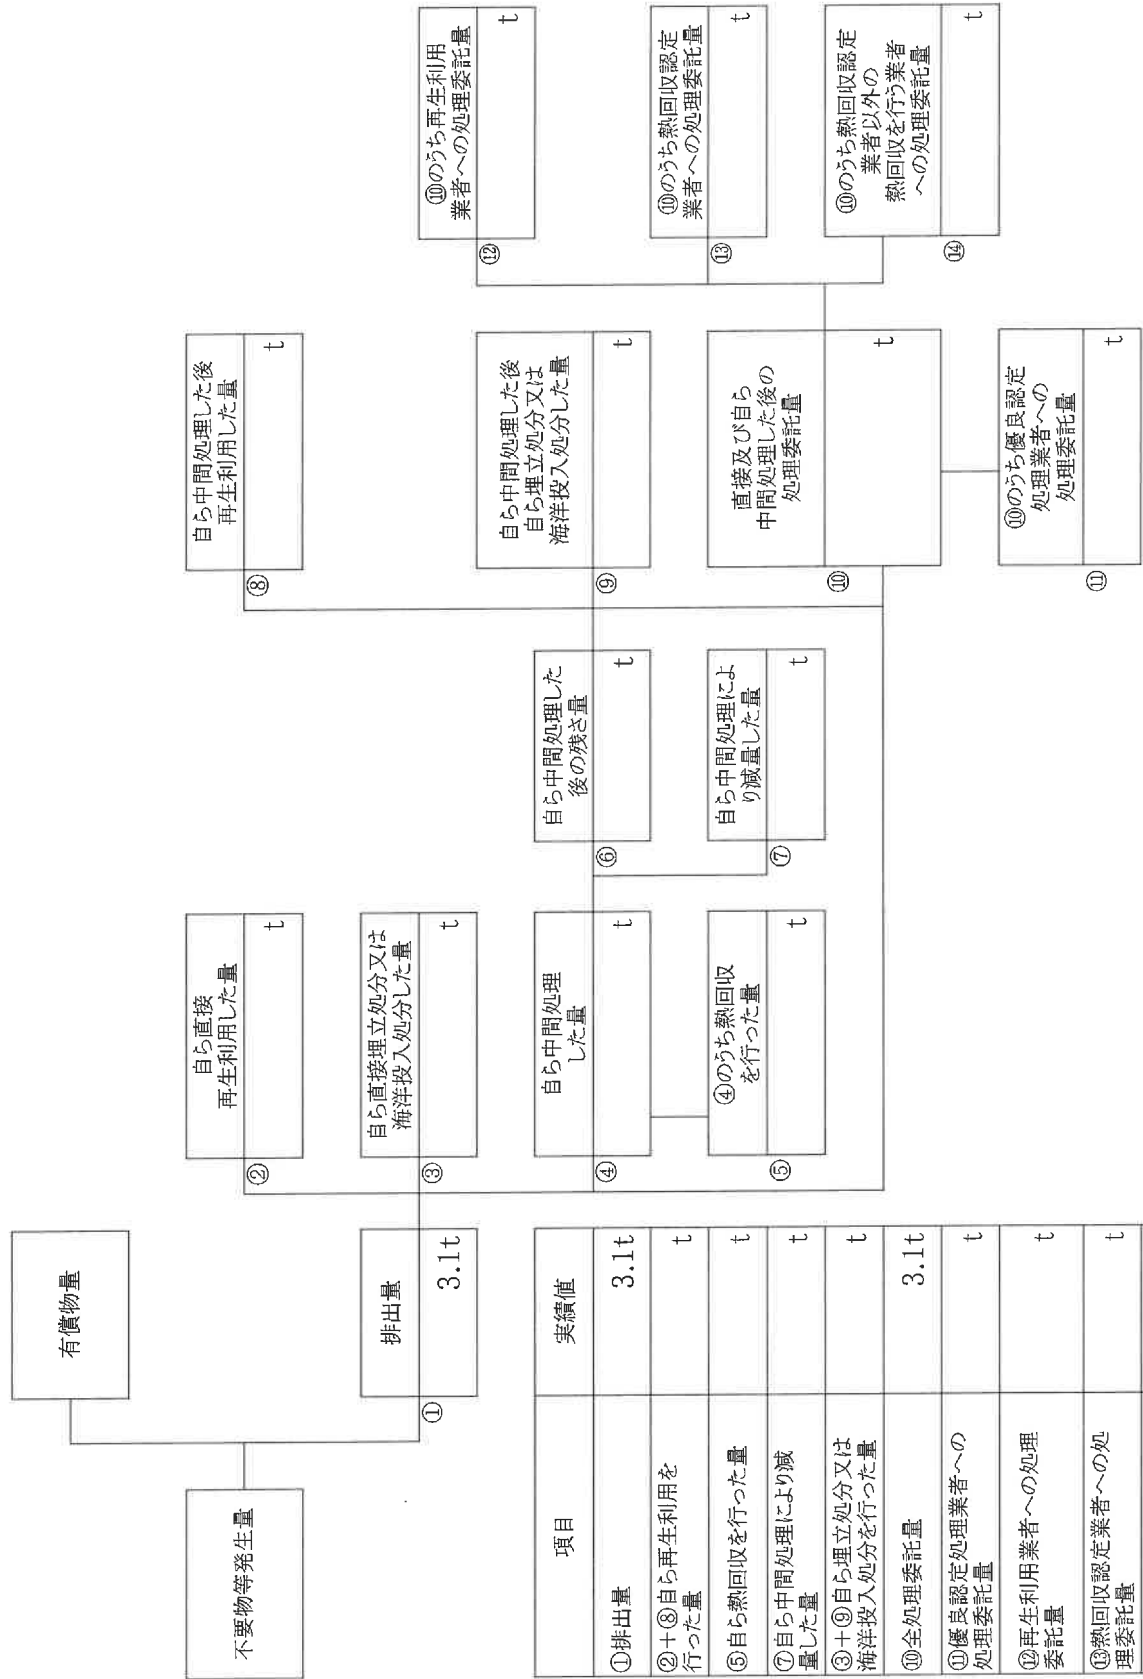 有償物量
不要物等発生量
排出量
①
3.1t
自ら直接
再生利用した量
②
t
自ら直接埋立処分又は
海洋投入処分した量
③
t
自ら中間処理
した量
④
t
④のうち熱回収
を行った量
⑤
t
自ら中間処理した
後の残さ量
⑥
t
自ら中間処理によ
り減量した量
⑦
t
自ら中間処理した後
再生利用した量
⑧
t
自ら中間処理した後
自ら埋立処分又は
海洋投入処分した量
⑨
t
直接及び自ら
中間処理した後の
処理委託量
⑩
t
⑩のうち優良認定
処理業者への
処理委託量
⑪
t
⑩のうち再生利用
業者への処理委託量
⑫
t
⑩のうち熱回収認定
業者への処理委託量
⑬
t
⑩のうち熱回収認定
業者以外の
熱回収を行う業者
への処理委託量
⑭
t
項目 実績値
①排出量 3.1t
②+⑧自ら再生利用を
行った量 t
⑤自ら熱回収を行った量 t
⑦自ら中間処理により減
量した量 t
③+⑨自ら埋立処分又は
海洋投入処分を行った量 t
⑩全処理委託量 3.1t
⑪優良認定処理業者への
処理委託量 t
⑫再生利用業者への処理
委託量 t
⑬熱回収認定業者への処
理委託量 t